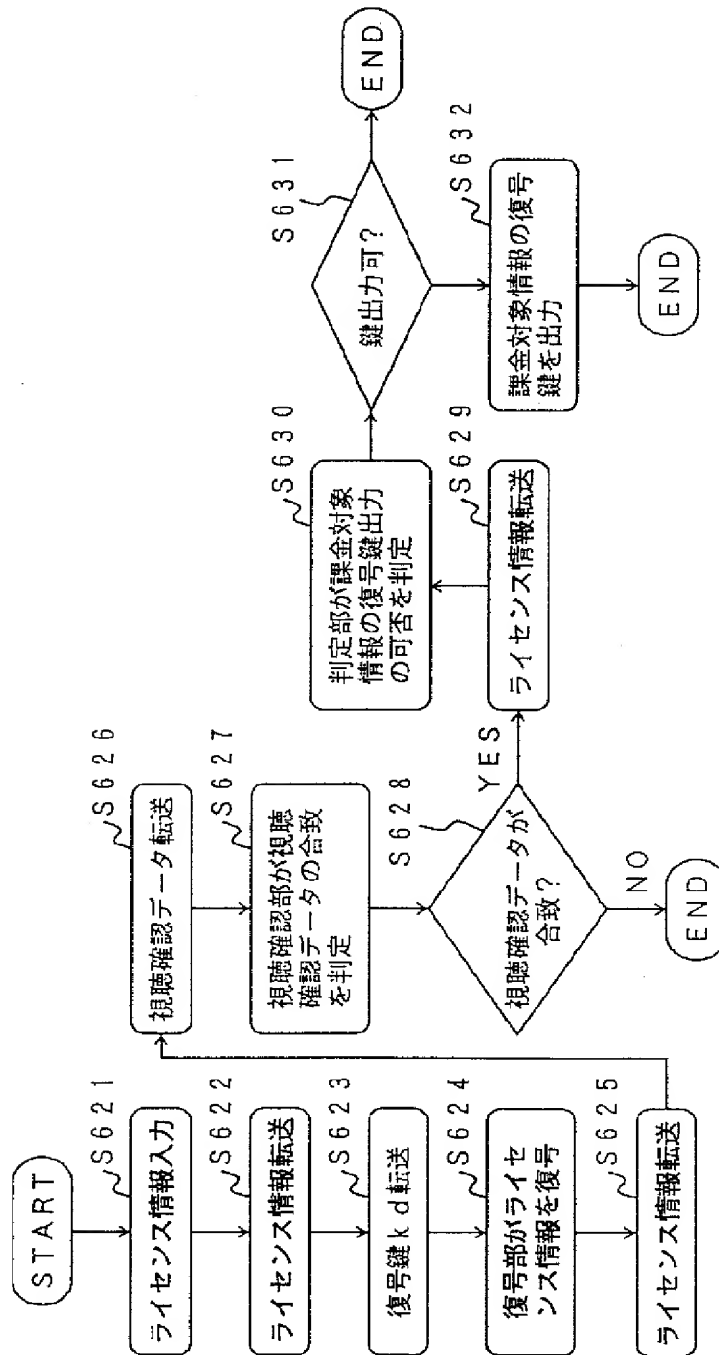 START
S621
ライセンス情報入力
S622
ライセンス情報転送
S623
復号鍵kd転送
S624
復号部がライセ
ンス情報を復号
S625
ライセンス情報転送
S626
視聴確認データ転送
S627
視聴確認部が視聴
確認データの合致
を判定
S628
視聴確認データが
合致?
NO
END
YES
S629
ライセンス情報転送
S630
判定部が課金対象
情報の復号鍵出力
の可否を判定
S631
鍵出力可?
END
S632
課金対象情報の復号
鍵を出力
END